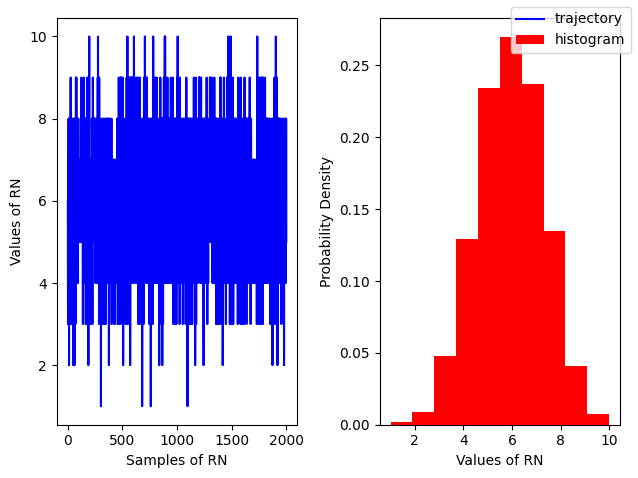 trajectory
histogram
10
8
6
4
2
Values of RN
0 500 1000 1500 2000
Samples of RN
0.25
0.20
0.15
0.10
0.05
0.00
Probability Density
2 4 6 8 10
Values of RN